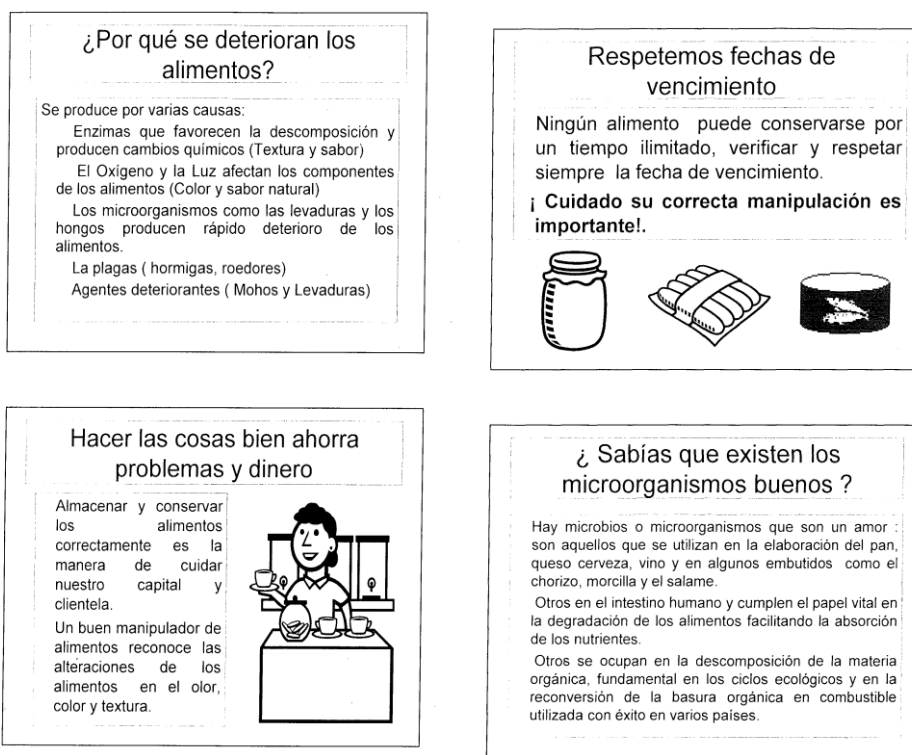 ¿Por qué se deterioran los
alimentos?
Se produce por varias causas:
Enzimas que favorecen la descomposición y
producen cambios químicos (Textura y sabor)
El Oxígeno y la Luz afectan los componentes
de los alimentos (Color y sabor natural)
Los microorganismos como las levaduras y los
hongos producen rápido deterioro de los
alimentos.
La plagas ( hormigas, roedores)
Agentes deteriorantes ( Mohos y Levaduras)
Respetemos fechas de
vencimiento
Ningún alimento puede conservarse por
un tiempo ilimitado, verificar y respetar
siempre la fecha de vencimiento.
¡ Cuidado su correcta manipulación es
importante!.
Hacer las cosas bien ahorra
problemas y dinero
Almacenar y conservar
los alimentos
correctamente es la
manera de cuidar
nuestro capital y
clientela.
Un buen manipulador de
alimentos reconoce las
alteraciones de los
alimentos en el olor,
color y textura.
¿ Sabías que existen los
microorganismos buenos ?
Hay microbios o microorganismos que son un amor :
son aquellos que se utilizan en la elaboración del pan,
queso cerveza, vino y en algunos embutidos como el
chorizo, morcilla y el salame.
Otros en el intestino humano y cumplen el papel vital en
la degradación de los alimentos facilitando la absorción
de los nutrientes.
Otros se ocupan en la descomposición de la materia
orgánica, fundamental en los ciclos ecológicos y en la
reconversión de la basura orgánica en combustible
utilizada con éxito en varios países.